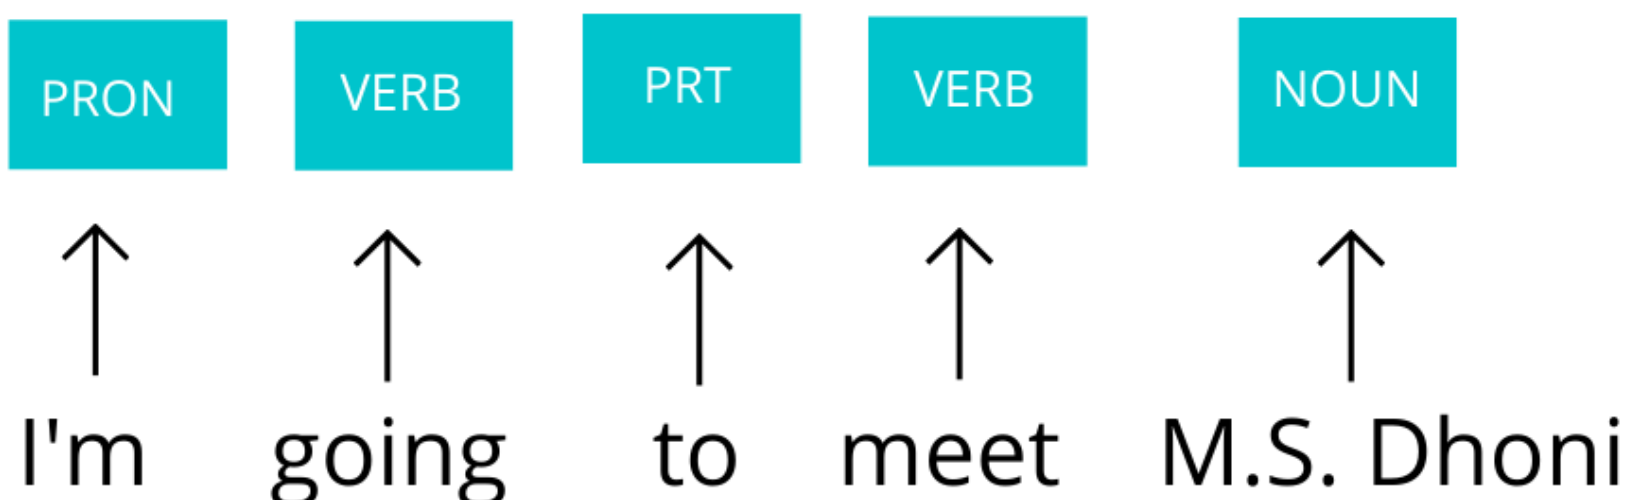 PRON VERB PRT VERB NOUN
I'm going to meet M.S. Dhoni